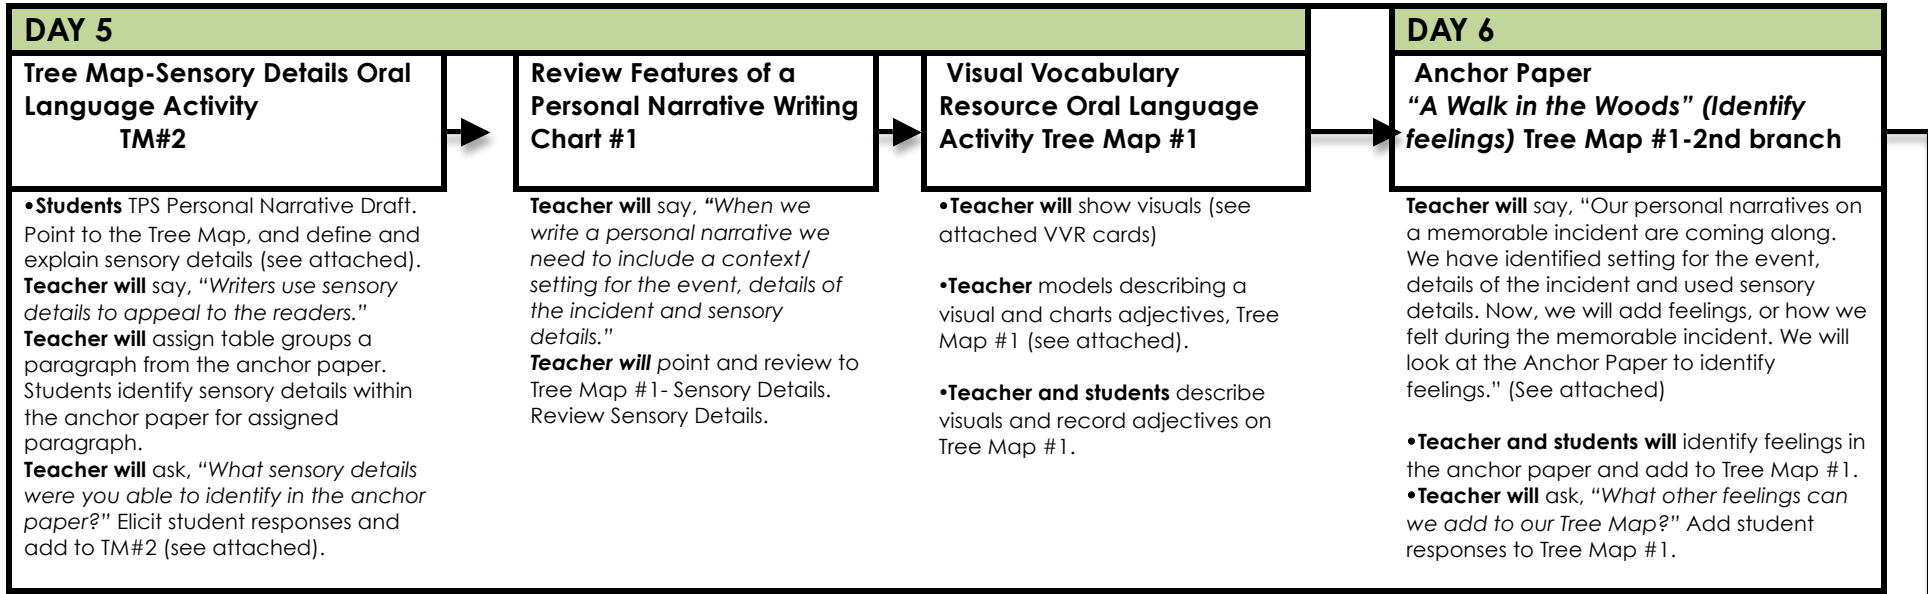 DAY 5
Tree Map-Sensory Details Oral
Language Activity
TM#2
•Students TPS Personal Narrative Draft.
Point to the Tree Map, and define and
explain sensory details (see attached).
Teacher will say, “Writers use sensory
details to appeal to the readers.”
Teacher will assign table groups a
paragraph from the anchor paper.
Students identify sensory details within
the anchor paper for assigned
paragraph.
Teacher will ask, “What sensory details
were you able to identify in the anchor
paper?” Elicit student responses and
add to TM#2 (see attached).
Review Features of a
Personal Narrative Writing
Chart #1
Teacher will say, “When we
write a personal narrative we
need to include a context/
setting for the event, details of
the incident and sensory
details.”
Teacher will point and review to
Tree Map #1- Sensory Details.
Review Sensory Details.
Visual Vocabulary
Resource Oral Language
Activity Tree Map #1
•Teacher will show visuals (see
attached VVR cards)
•Teacher models describing a
visual and charts adjectives, Tree
Map #1 (see attached).
•Teacher and students describe
visuals and record adjectives on
Tree Map #1.
DAY 6
Anchor Paper
“A Walk in the Woods” (Identify
feelings) Tree Map #1-2nd branch
Teacher will say, “Our personal narratives on
a memorable incident are coming along.
We have identified setting for the event,
details of the incident and used sensory
details. Now, we will add feelings, or how we
felt during the memorable incident. We will
look at the Anchor Paper to identify
feelings.” (See attached)
•Teacher and students will identify feelings in
the anchor paper and add to Tree Map #1.
•Teacher will ask, “What other feelings can
we add to our Tree Map?” Add student
responses to Tree Map #1.